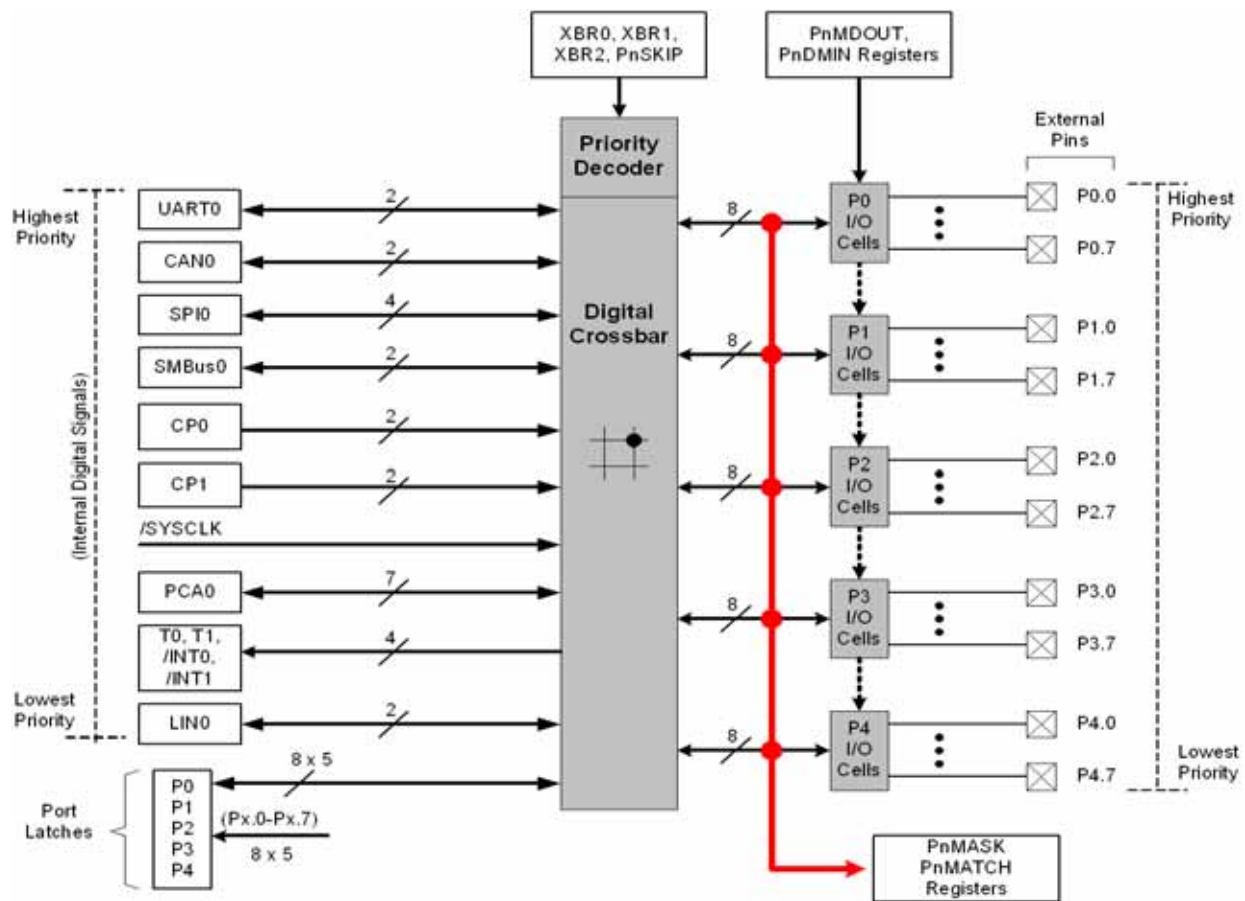 XBR0, XBR1,
XBR2, PnSKIP
PnMDOUT,
PnDMIN Registers
Priority
Decoder
Digital
Crossbar
External
Pins
Highest
Priority
(Internal Digital Signals)
Lowest
Priority
UART0
2
CAN0
2
SPI0
4
SMBus0
2
CP0
2
CP1
2
/SYSCLK
PCA0
7
T0, T1,
/INT0,
/INT1
4
LIN0
2
Port
Latches
P0
P1
P2
P3
P4
8 x 5
(Px.0-Px.7)
8 x 5
8
P0
I/O
Cells
P0.0
P0.7
8
P1
I/O
Cells
P1.0
P1.7
8
P2
I/O
Cells
P2.0
P2.7
8
P3
I/O
Cells
P3.0
P3.7
8
P4
I/O
Cells
P4.0
P4.7
Highest
Priority
Lowest
Priority
PnMASK
PnMATCH
Registers